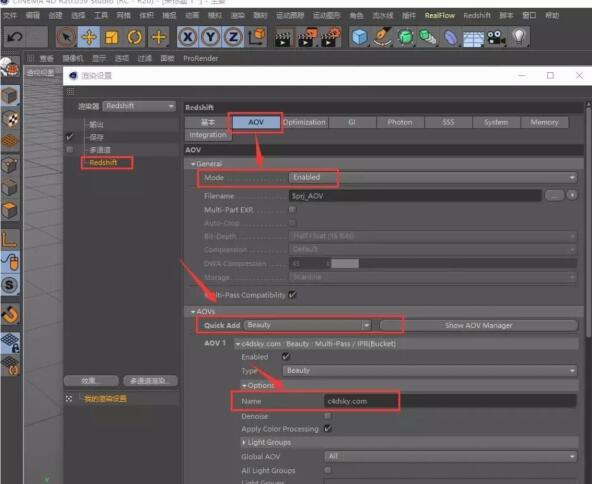 CINEMA 4D R20.059 Studio (RC - R20) - [未标题 1 *] - 主要
文件 编辑 创建 选择 工具 网格 体积 捕捉 动画 模拟 渲染 雕刻 运动跟踪 运动图形 角色 流水线 插件 RealFlow Redshift 脚本 窗口 帮助
查看 摄像机 显示 选项 过滤 面板 ProRender
透视视图
渲染设置
渲染器 Redshift
输出
保存
多通道
Redshift
效果...
多通道渲染...
我的渲染设置
Redshift
基本 AOV Optimization GI Photon SSS System Memory
Integration
AOV
General
Mode Enabled
Filename $prj_AOV ...
Multi-Part EXR
Auto-Crop
Bit-Depth Half Float (16 Bits)
Compression Default
DWA Compression 45
Storage Scanline
Multi-Pass Compatibility
AOVs
Quick Add Beauty Show AOV Manager
AOV 1 c4dsky.com : Beauty : Multi-Pass / IPR(Bucket)
Enabled
Type Beauty
Options
Name c4dsky.com
Denoise
Apply Color Processing
Light Groups
Global AOV All
All Light Groups
Light Groups